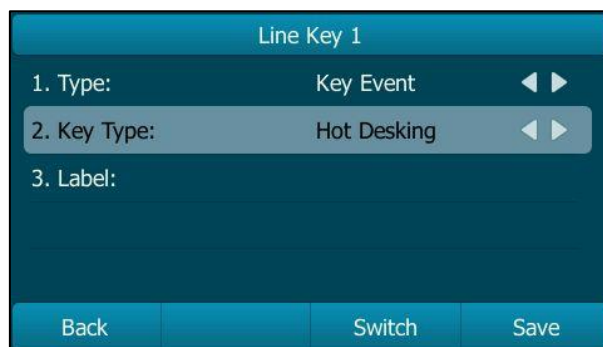 Line Key 1
1. Type: Key Event
2. Key Type: Hot Desking
3. Label:
Back Switch Save